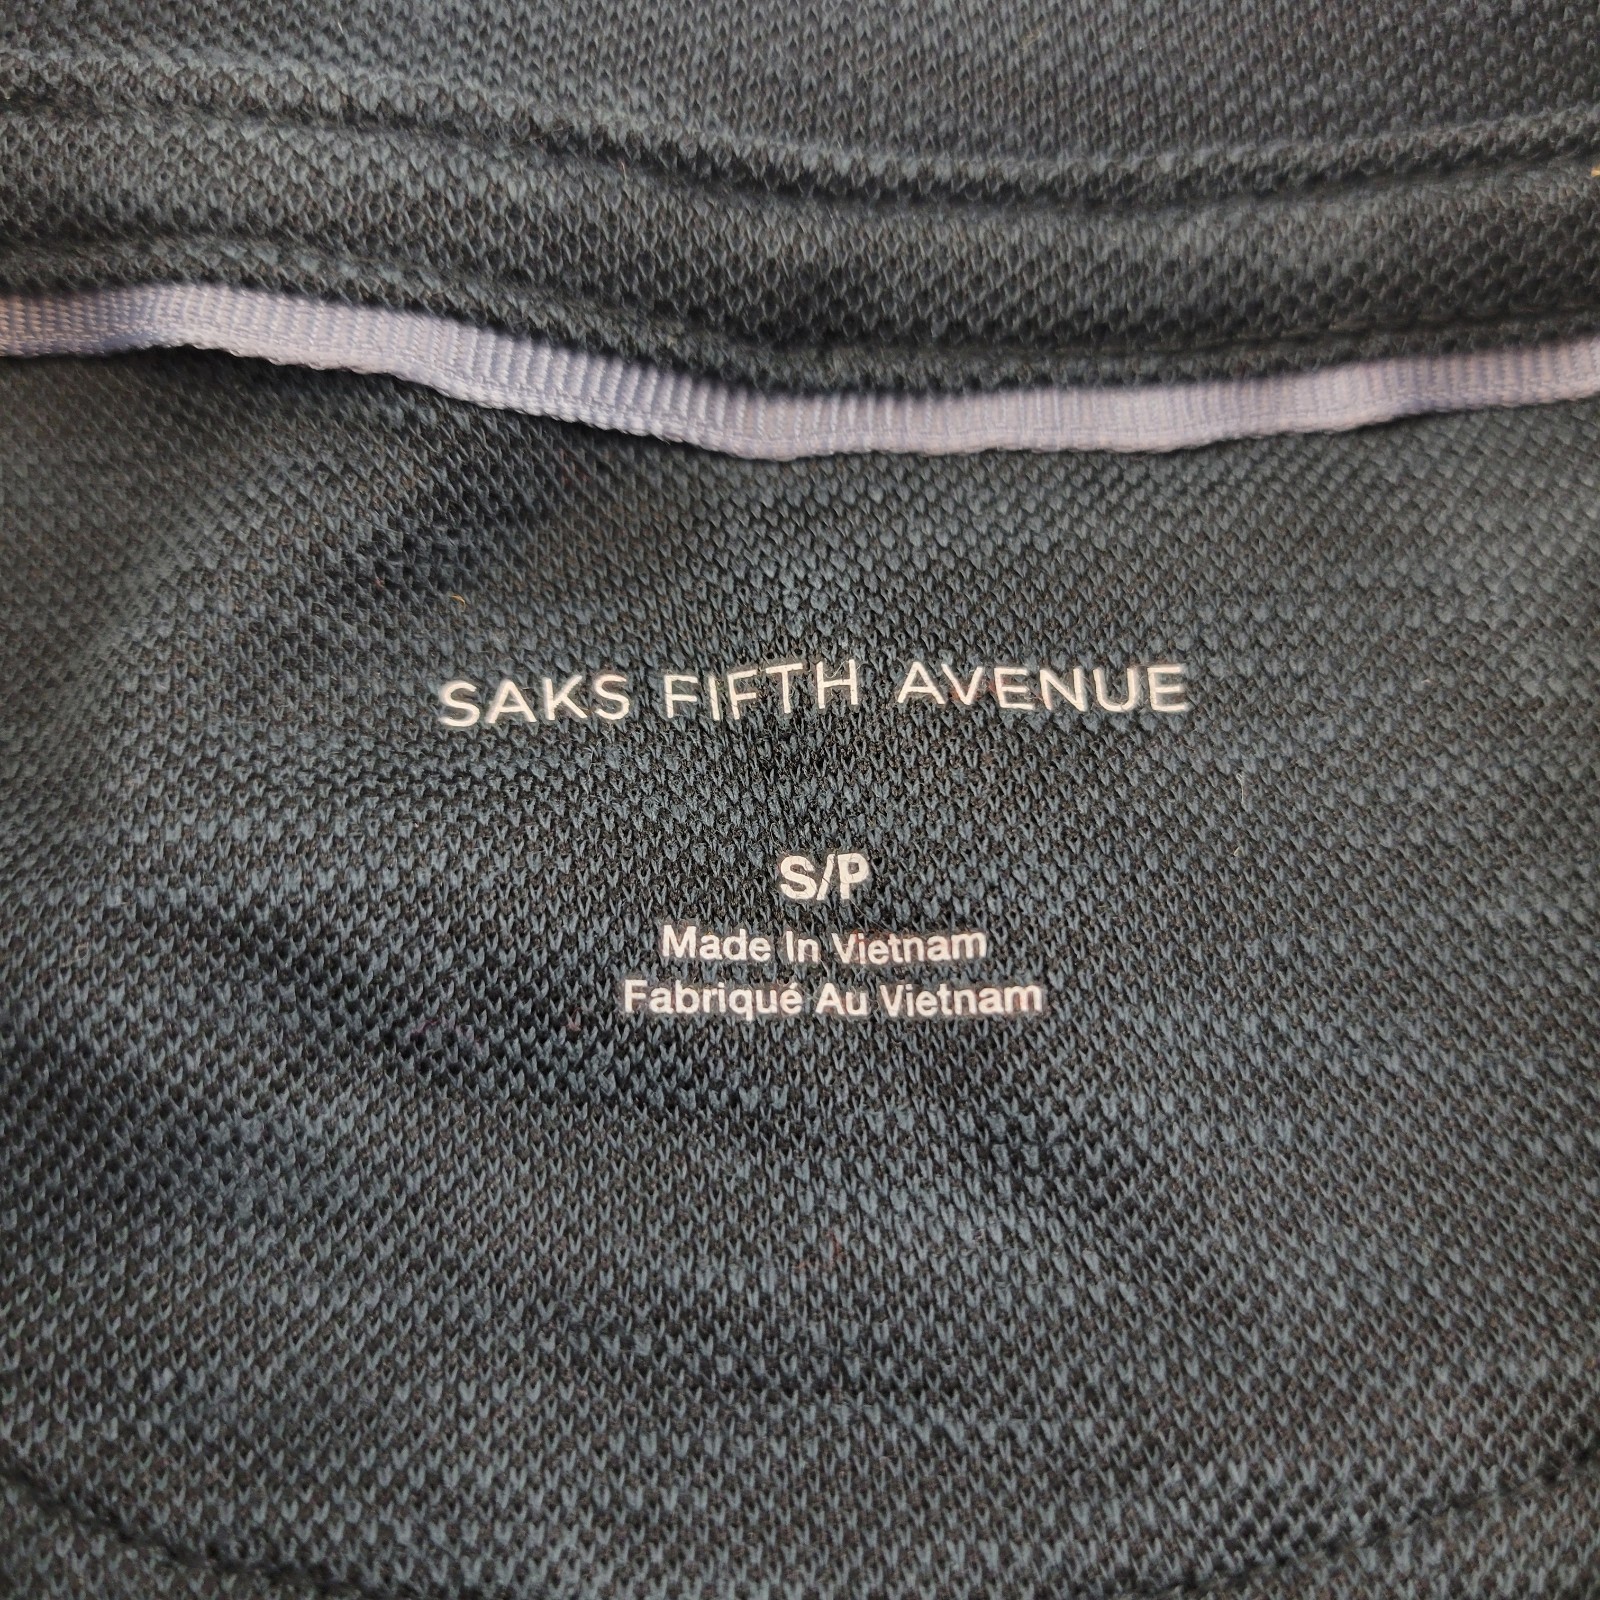 SAKS FIFTH AVENUE
S/P
Made In Vietnam
Fabriqué Au Vietnam